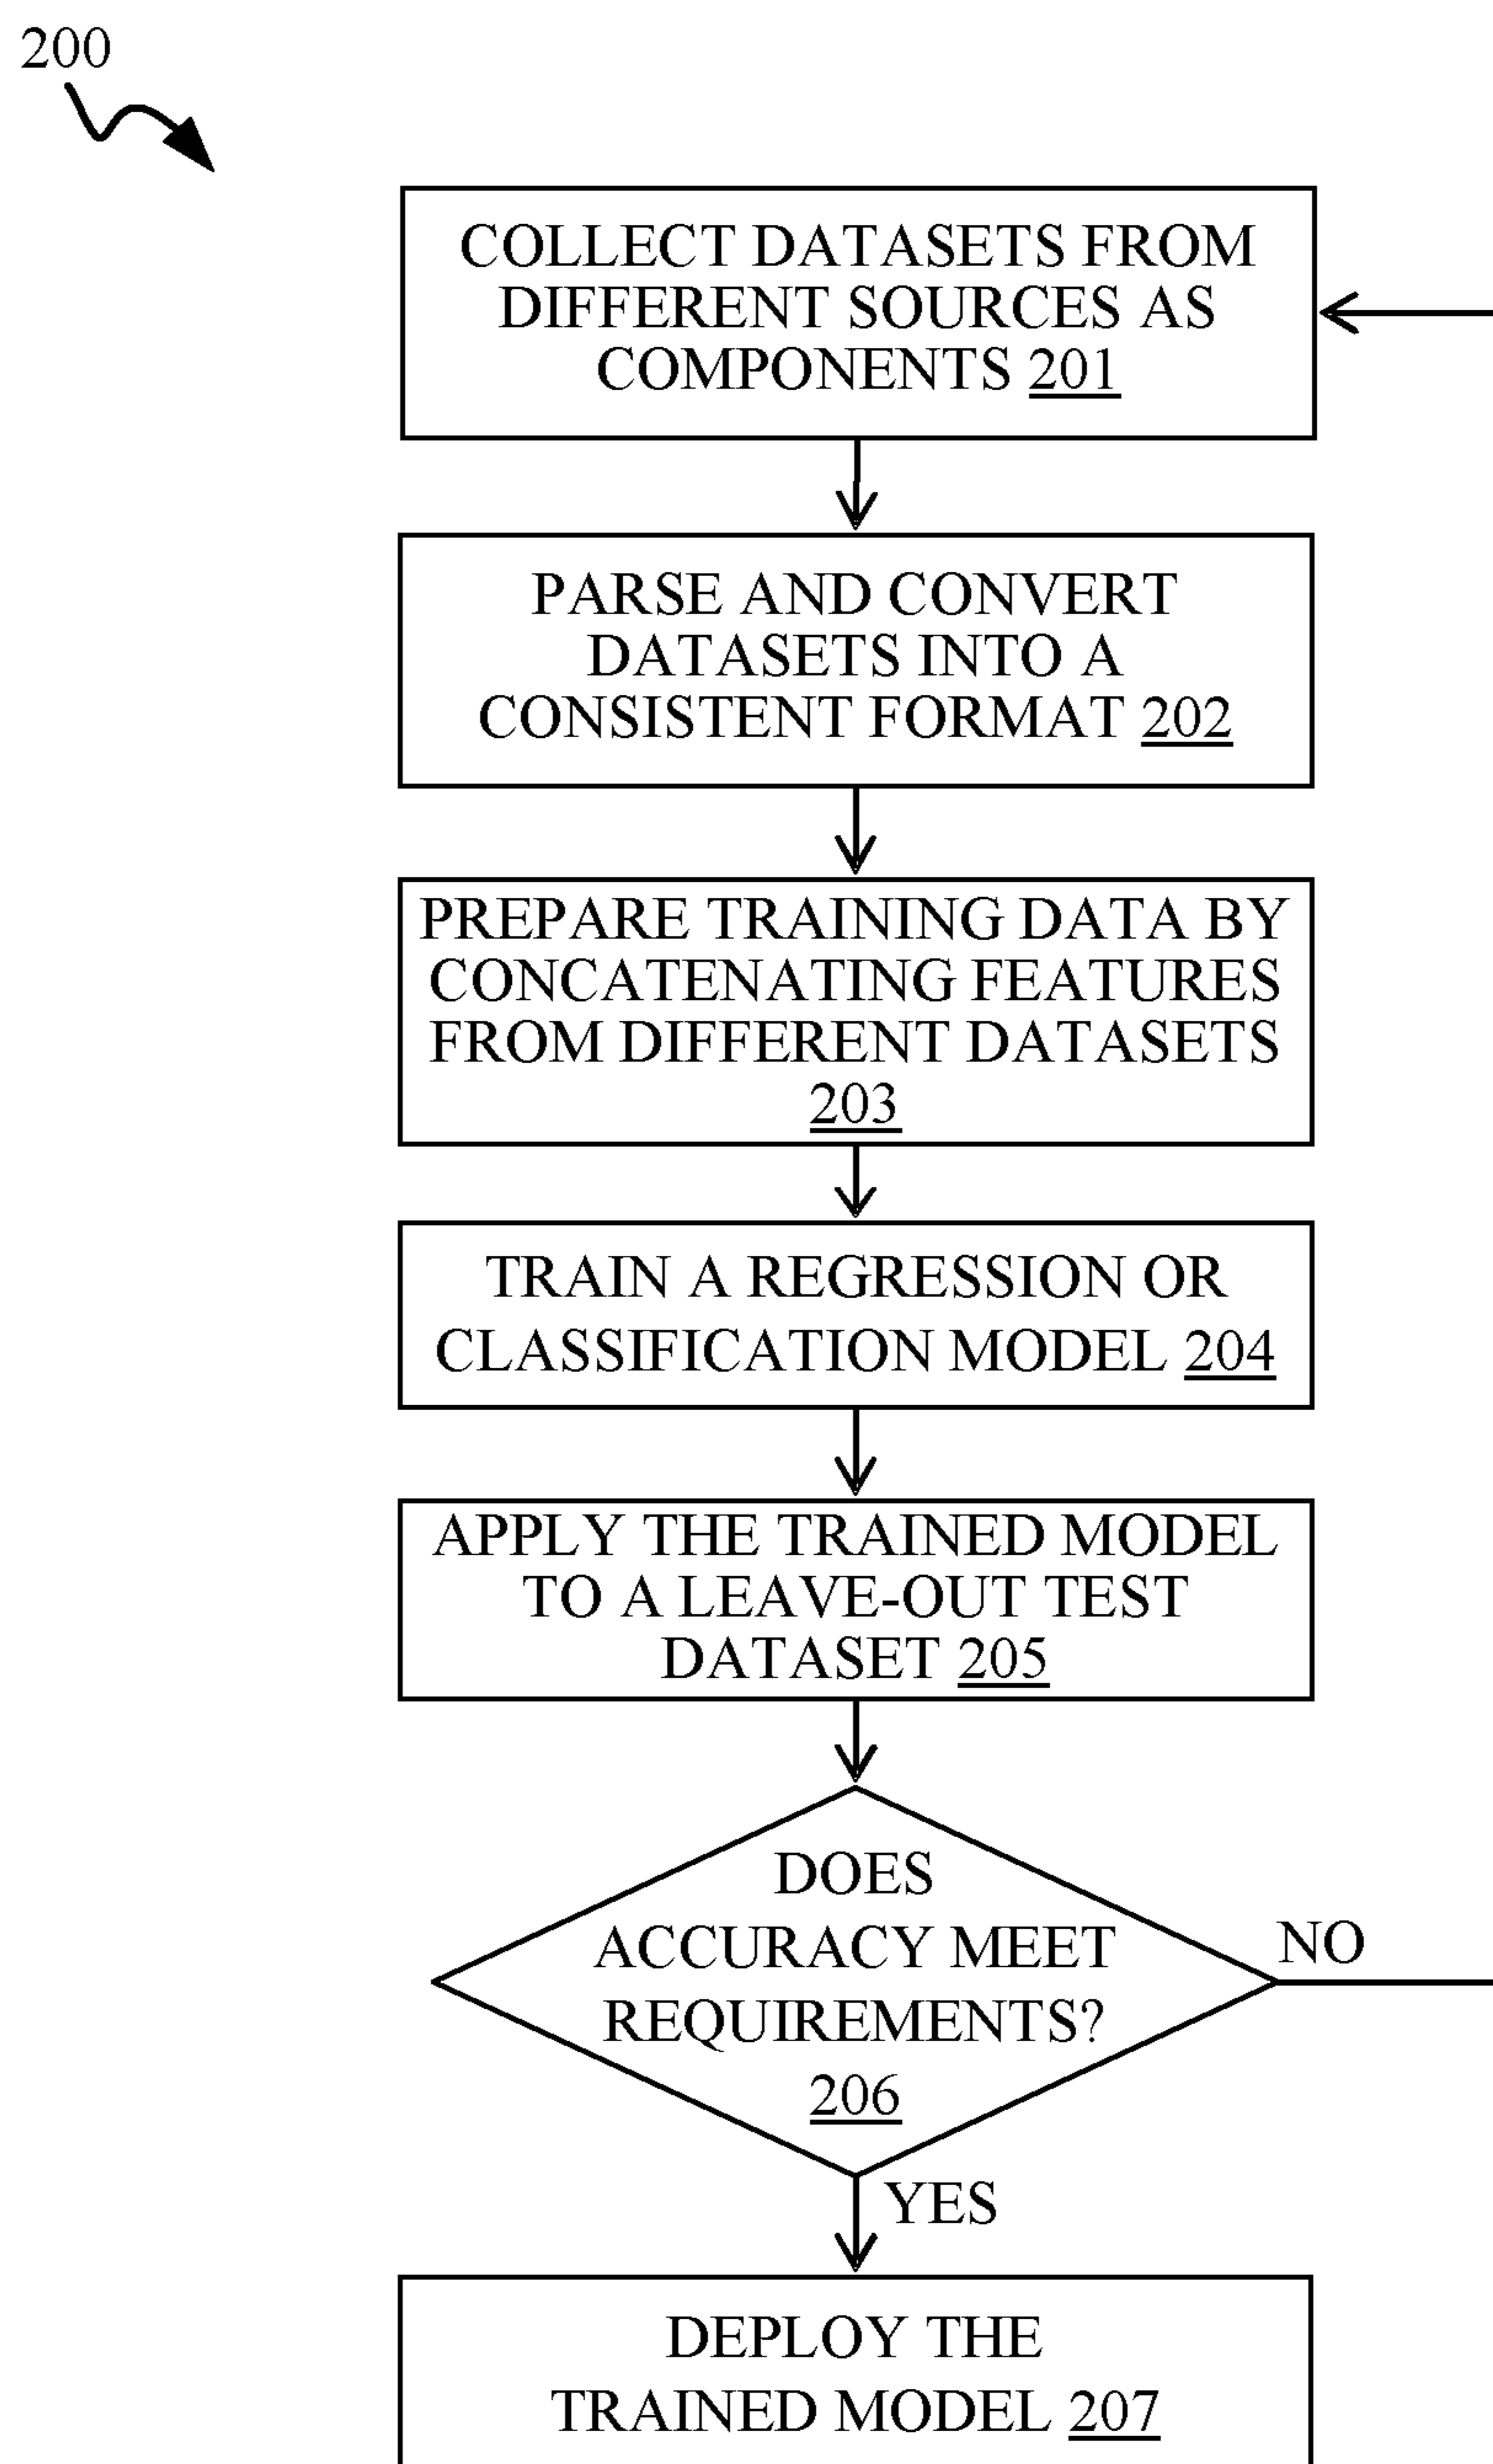 200
COLLECT DATASETS FROM
DIFFERENT SOURCES AS
COMPONENTS 201
PARSE AND CONVERT
DATASETS INTO A
CONSISTENT FORMAT 202
PREPARE TRAINING DATA BY
CONCATENATING FEATURES
FROM DIFFERENT DATASETS
203
TRAIN A REGRESSION OR
CLASSIFICATION MODEL 204
APPLY THE TRAINED MODEL
TO A LEAVE-OUT TEST
DATASET 205
DOES
ACCURACY MEET
REQUIREMENTS?
206
NO
YES
DEPLOY THE
TRAINED MODEL 207